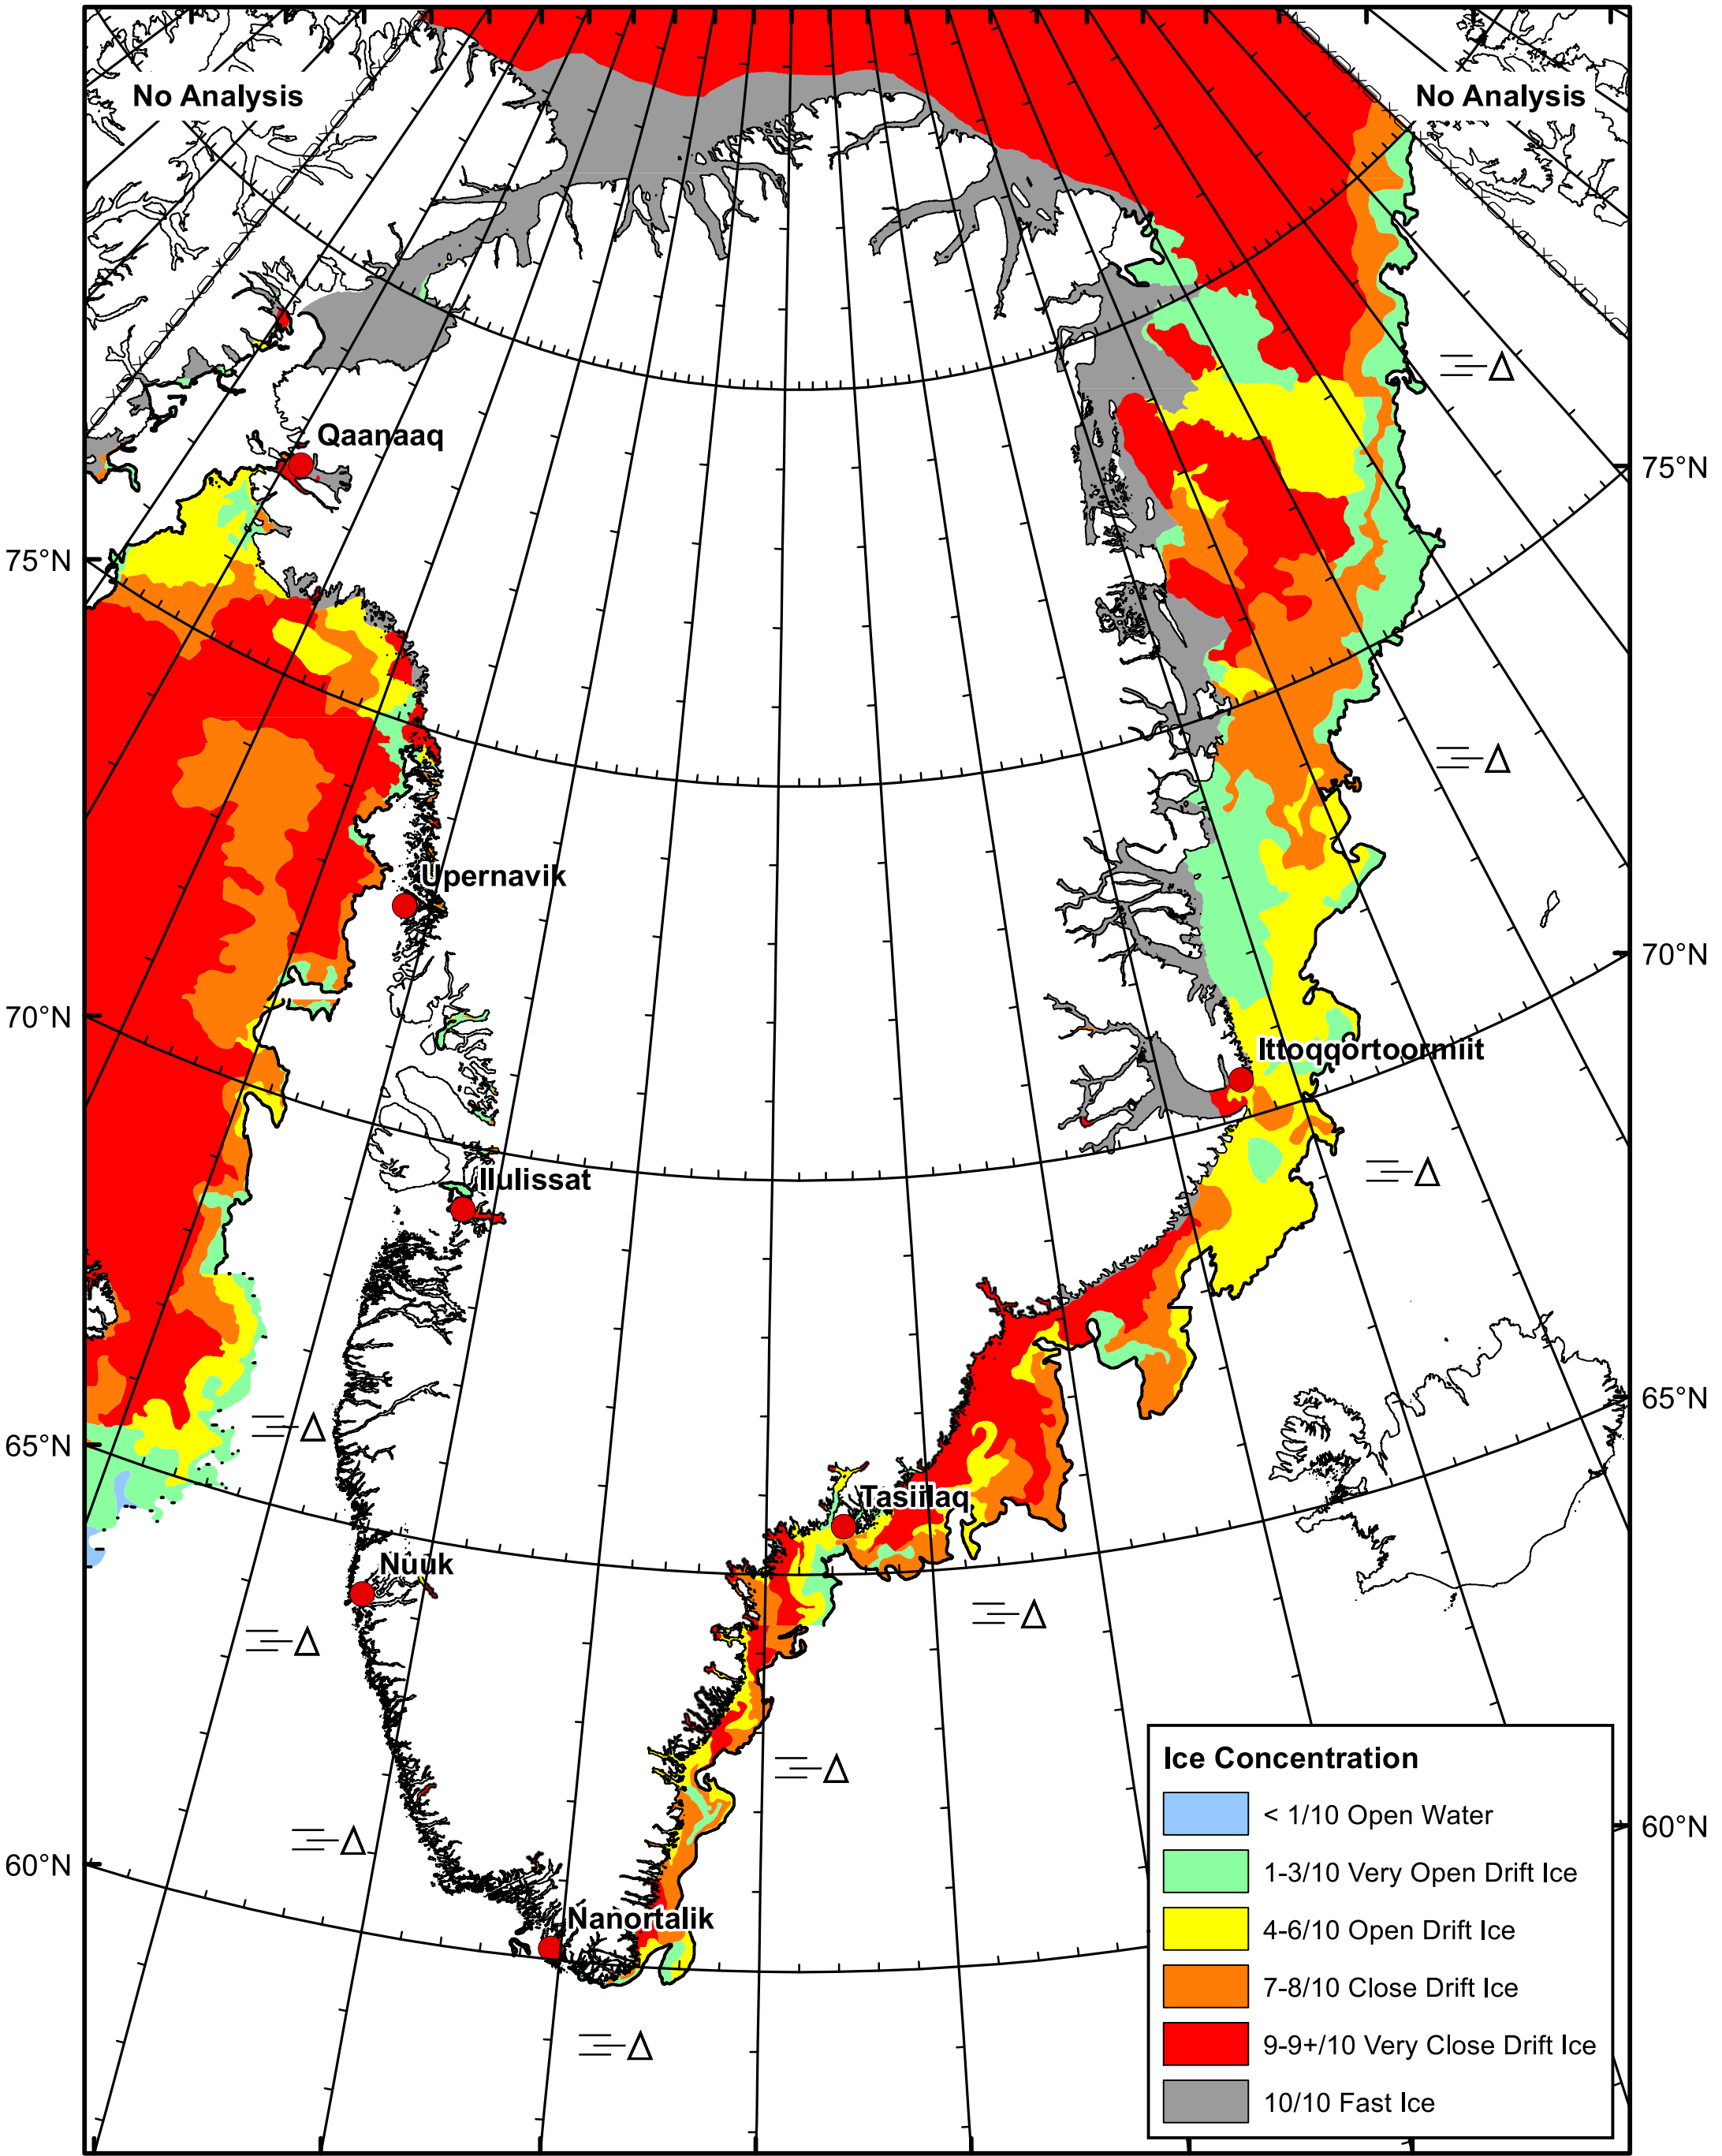 No Analysis
No Analysis
Qaanaaq
75°N
75°N
Upernavik
70°N
70°N
Ittoqqortoormiit
Ilulissat
65°N
65°N
Tasiilaq
Nuuk
Ice Concentration
< 1/10 Open Water
60°N
60°N
1-3/10 Very Open Drift Ice
Nanortalik
4-6/10 Open Drift Ice
7-8/10 Close Drift Ice
9-9+/10 Very Close Drift Ice
10/10 Fast Ice